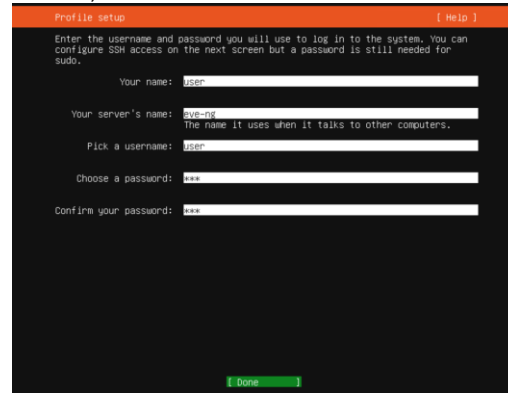 Profile setup [ Help ]
Enter the username and password you will use to log in to the system. You can
configure SSH access on the next screen but a password is still needed for
sudo.
Your name: user
Your server's name: eve-ng
The name it uses when it talks to other computers.
Pick a username: user
Choose a password: ***
Confirm your password: ***
[ Done ]